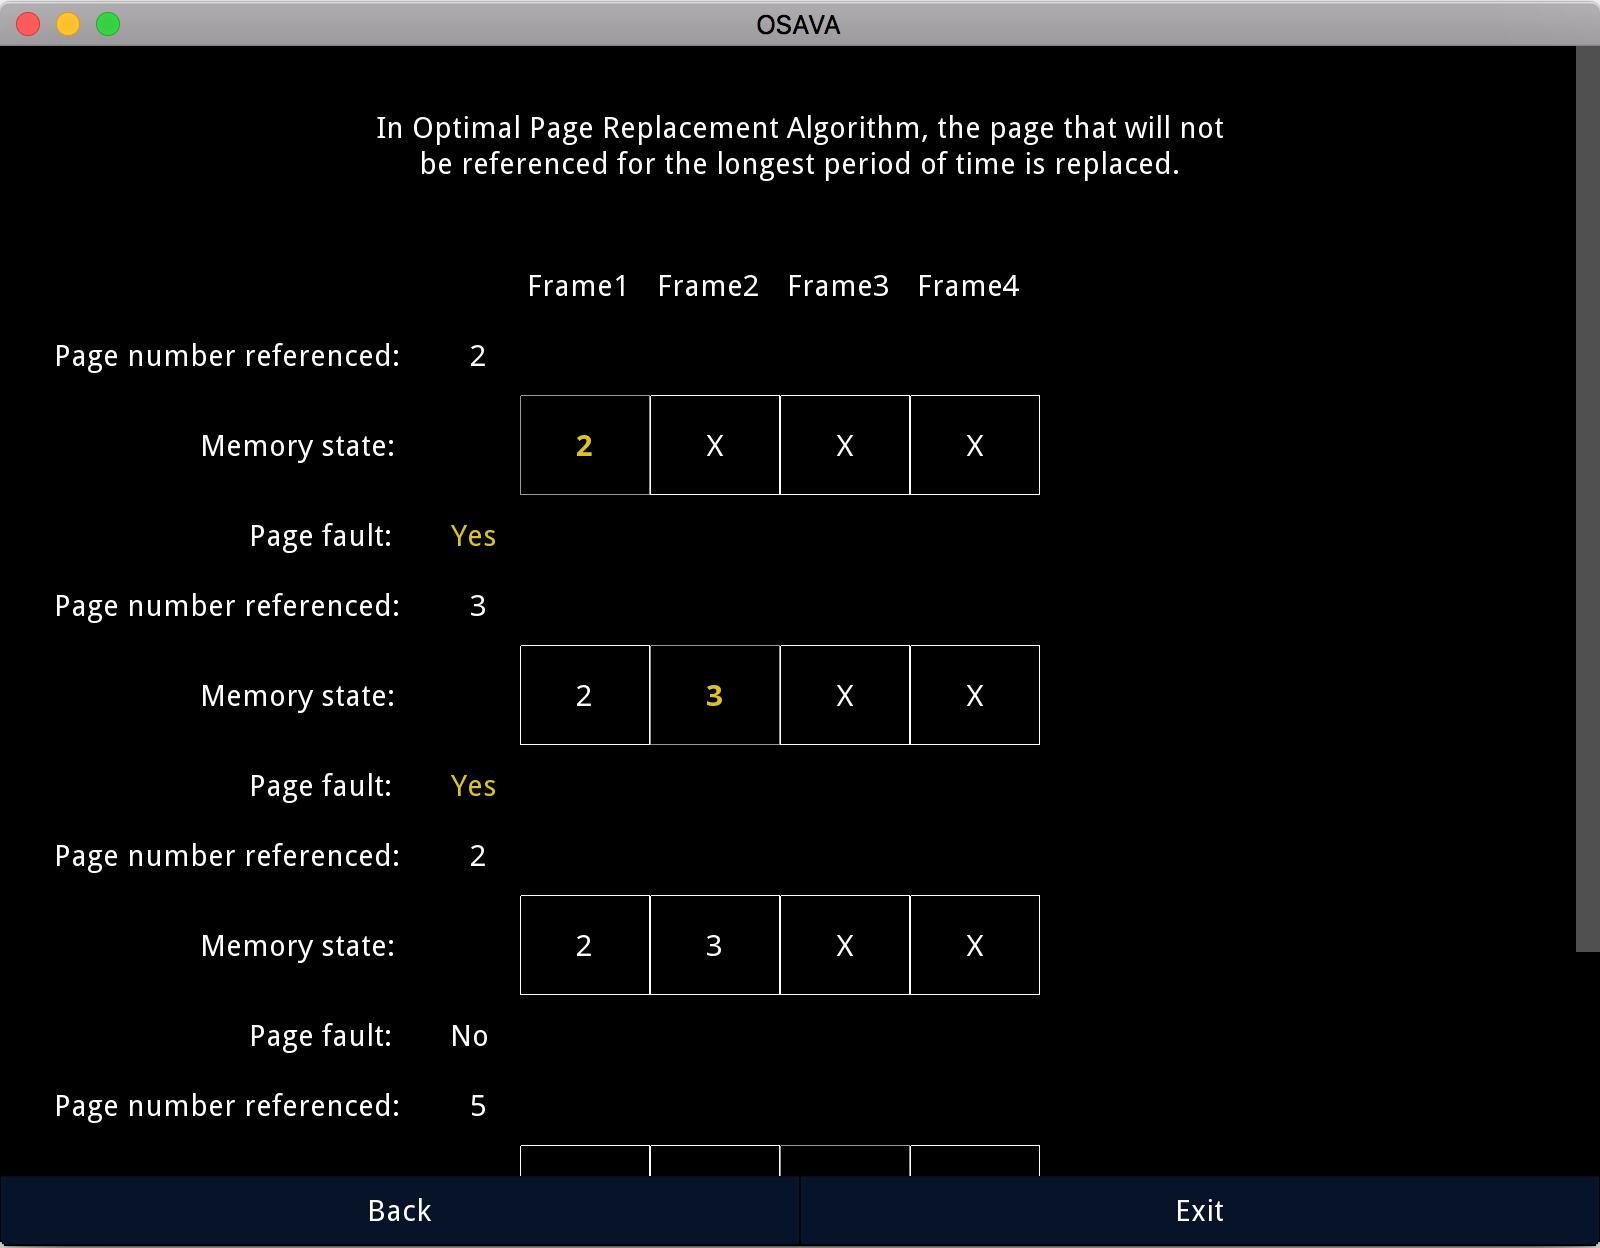 OSAVA
In Optimal Page Replacement Algorithm, the page that will not
be referenced for the longest period of time is replaced.
Frame1 Frame2 Frame3 Frame4
Page number referenced: 2
Memory state: 2 X X X
Page fault: Yes
Page number referenced: 3
Memory state: 2 3 X X
Page fault: Yes
Page number referenced: 2
Memory state: 2 3 X X
Page fault: No
Page number referenced: 5
Back Exit